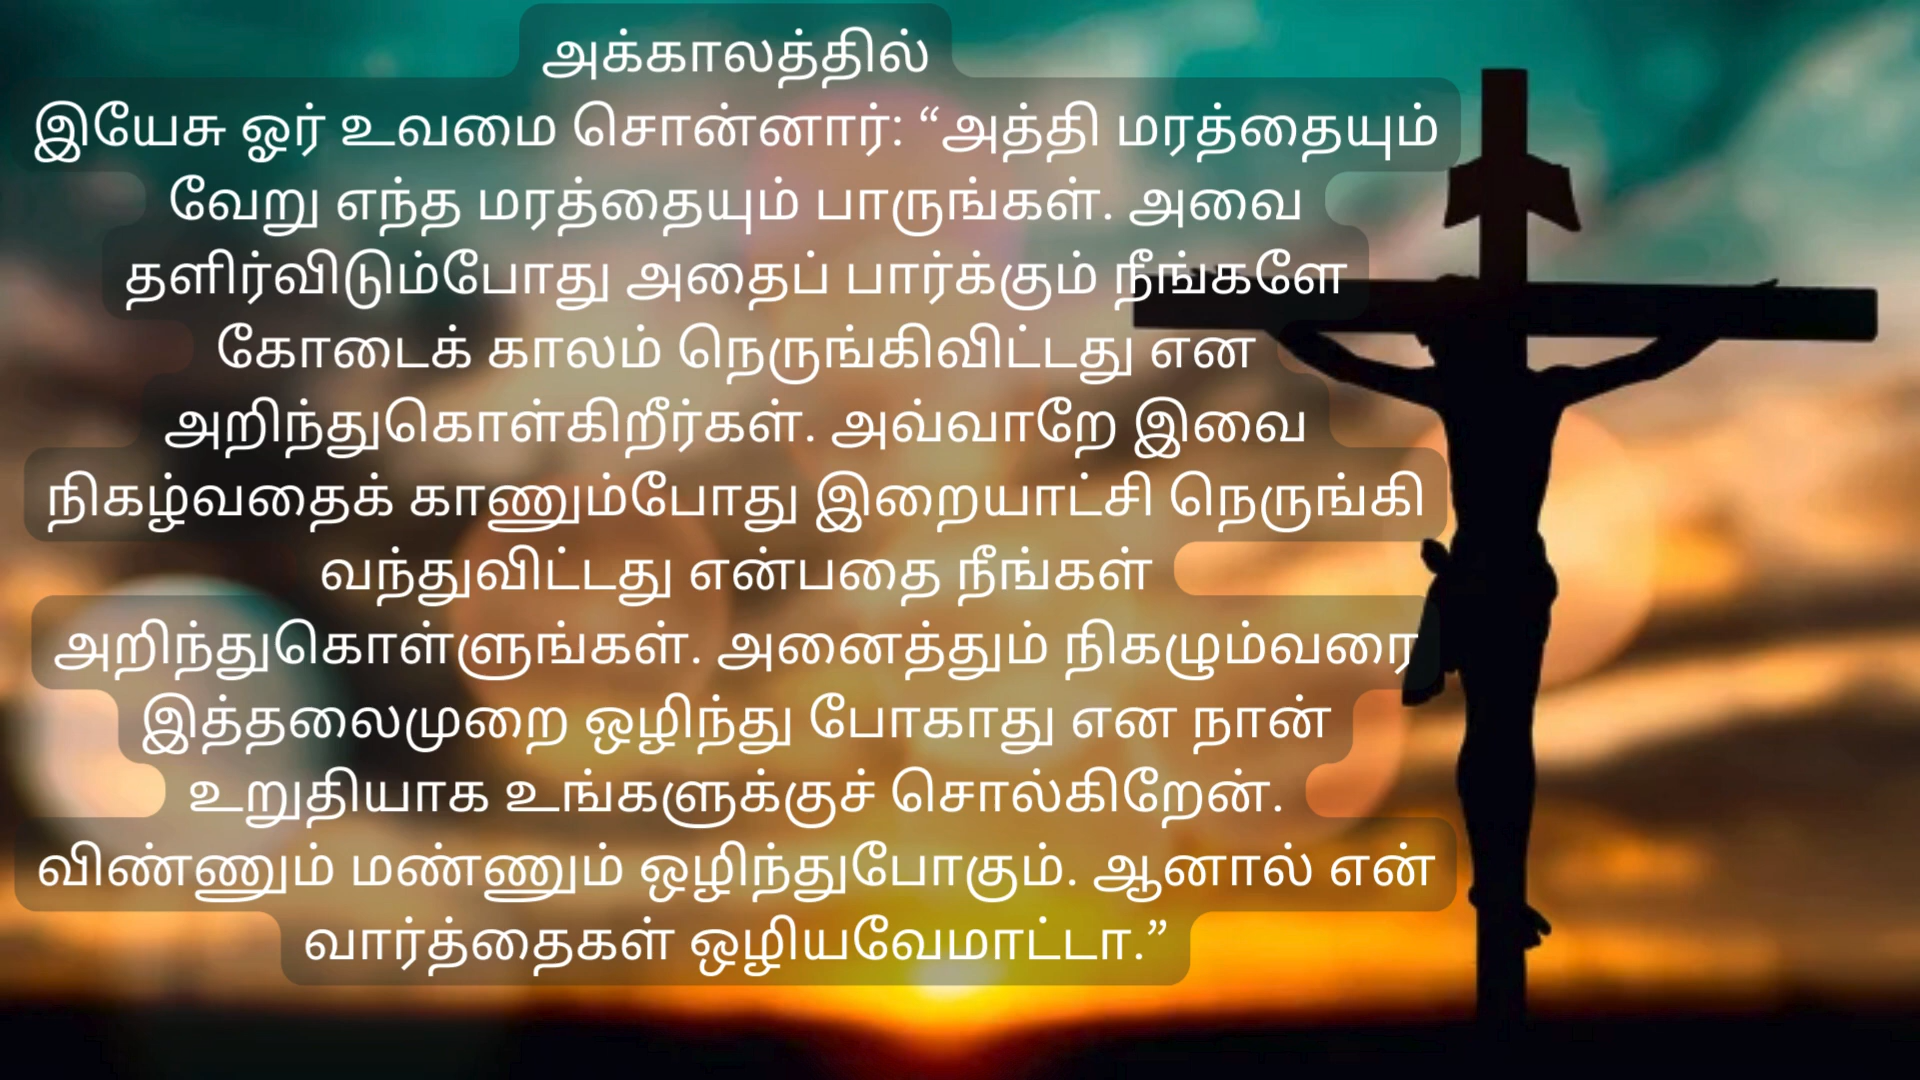 அக்காலத்தில்
இயேசு ஓர் உவமை சொன்னார்: “அத்தி மரத்தையும்
வேறு எந்த மரத்தையும் பாருங்கள். அவை
தளிர்விடும்போது அதைப் பார்க்கும் நீங்களே
கோடைக் காலம் நெருங்கிவிட்டது என
அறிந்துகொள்கிறீர்கள். அவ்வாறே இவை
நிகழ்வதைக் காணும்போது இறையாட்சி நெருங்கி
வந்துவிட்டது என்பதை நீங்கள்
அறிந்துகொள்ளுங்கள். அனைத்தும் நிகழும்வரை
இத்தலைமுறை ஒழிந்து போகாது என நான்
உறுதியாக உங்களுக்குச் சொல்கிறேன்.
விண்ணும் மண்ணும் ஒழிந்துபோகும். ஆனால் என்
வார்த்தைகள் ஒழியவேமாட்டா.”